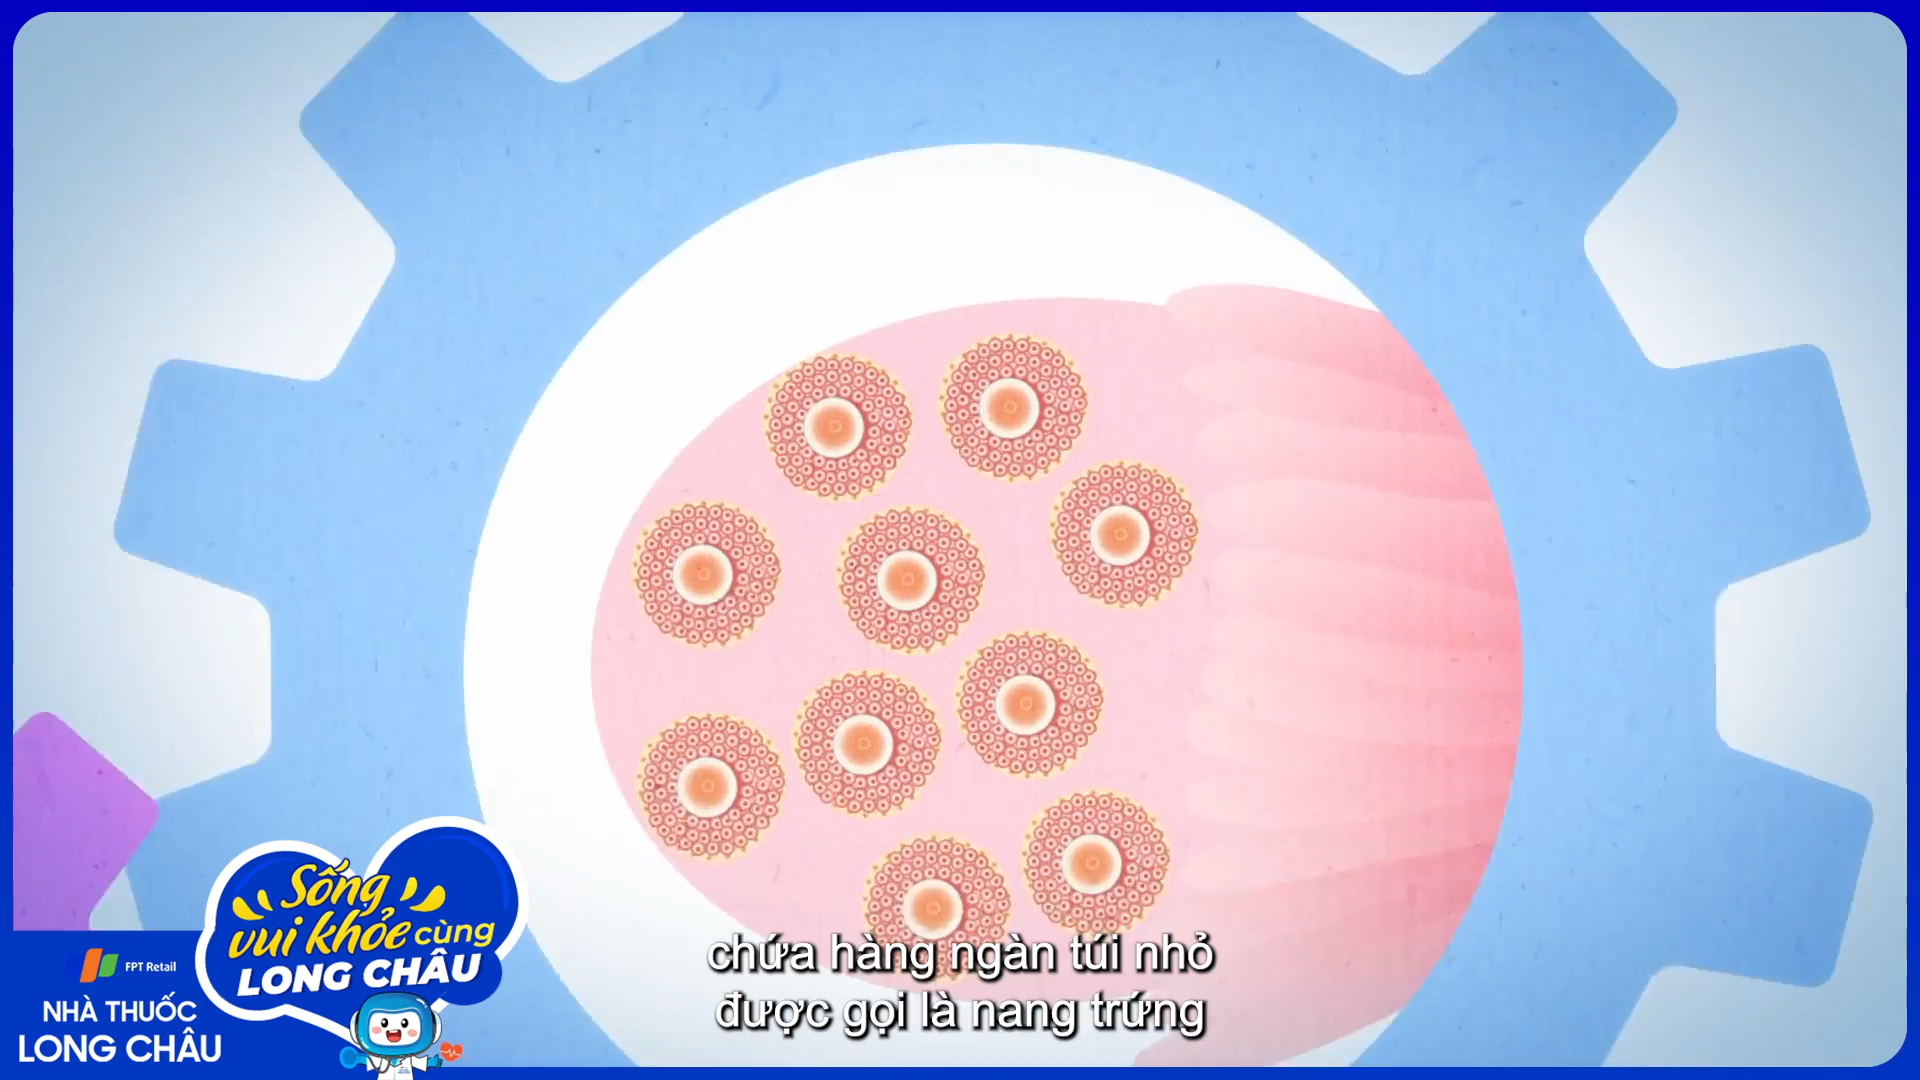 Sống
vui khỏe cùng
LONG CHÂU
FPT Retail
NHÀ THUỐC
LONG CHÂU
chứa hàng ngàn túi nhỏ
được gọi là nang trứng